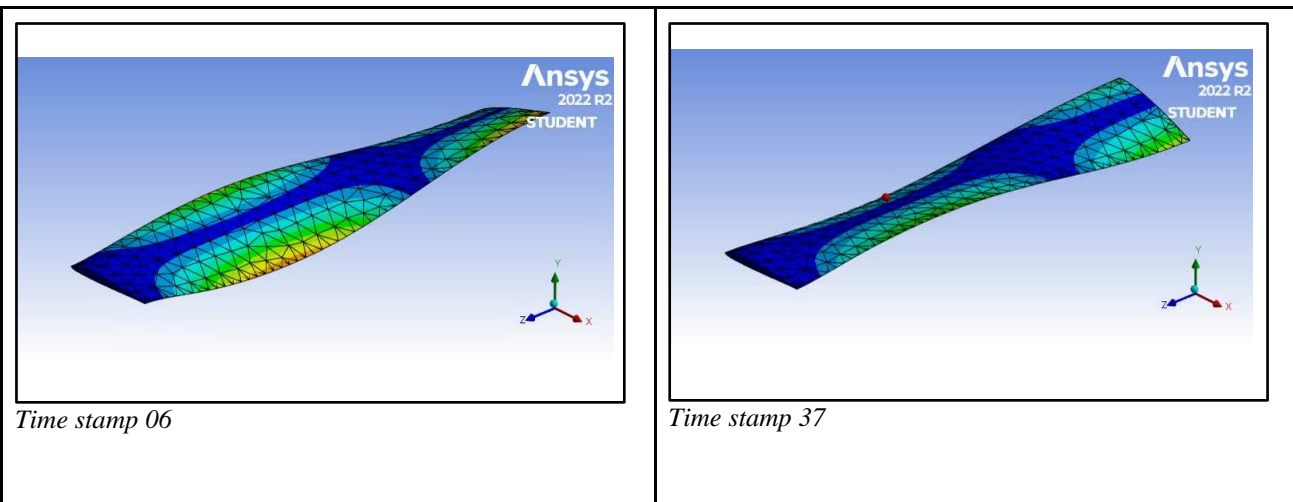 Ansys
2022 R2
STUDENT
Y
Z
X
Time stamp 06
Ansys
2022 R2
STUDENT
Y
Z
X
Time stamp 37